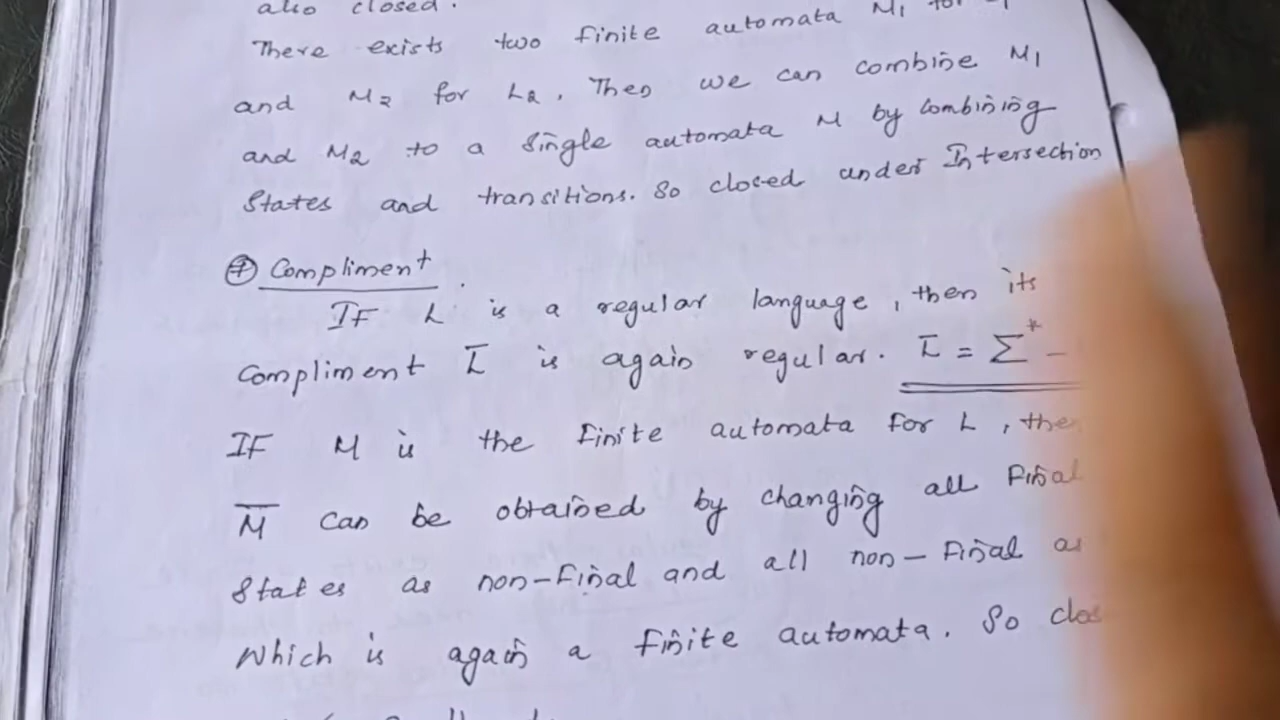 also closed.
There exists two finite automata M1 for
and M2 for L2. Then we can combine M1
and M2 to a single automata M by combining
States and transitions. So closed under Intersection
④ Compliment
IF L is a regular language, then its
compliment L̅ is again regular. L̅ = Σ* -
IF M is the finite automata for L, then
M̅ can be obtained by changing all Final
States as non-Final and all non-Final as
Which is again a finite automata. So